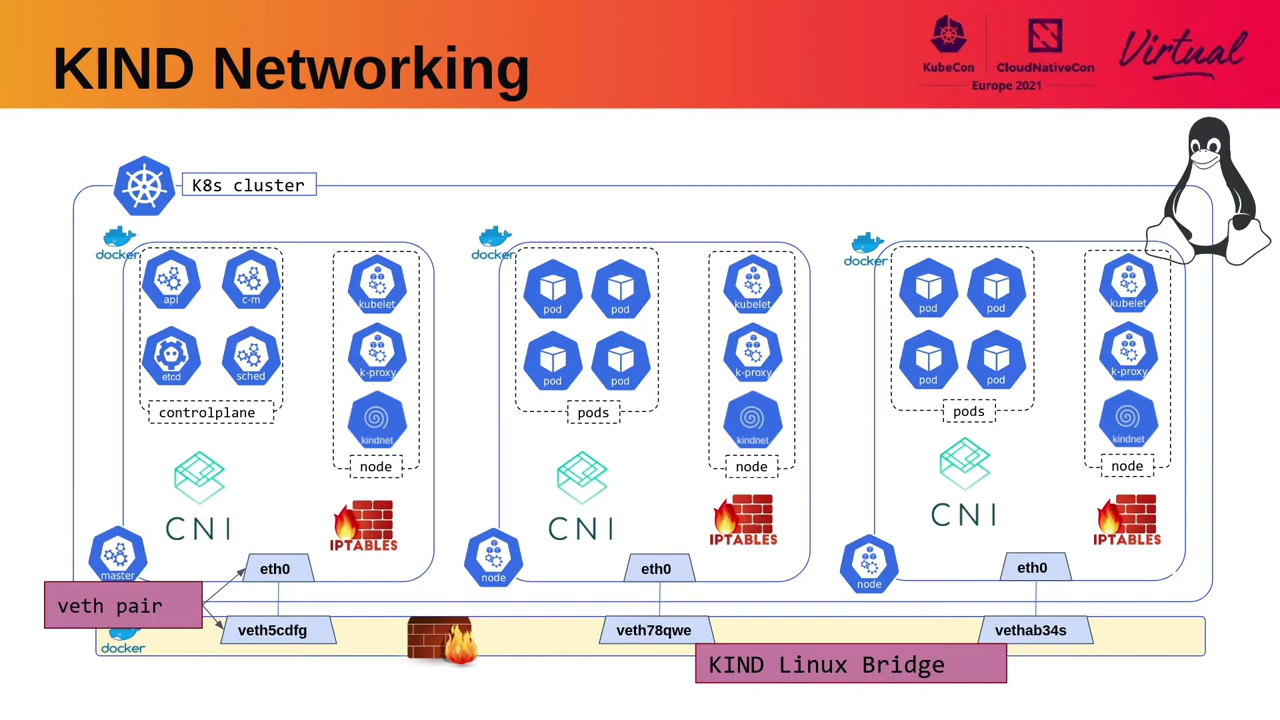 KIND Networking
KubeCon
CloudNativeCon
Europe 2021
Virtual
K8s cluster
docker
api
c-m
etcd
sched
controlplane
kubelet
k-proxy
kindnet
node
CNI
IPTABLES
master
eth0
docker
pod
pod
pod
pod
pods
kubelet
k-proxy
kindnet
node
CNI
IPTABLES
node
eth0
docker
pod
pod
pod
pod
pods
kubelet
k-proxy
kindnet
node
CNI
IPTABLES
node
eth0
veth pair
docker
veth5cdfg
veth78qwe
vethab34s
KIND Linux Bridge